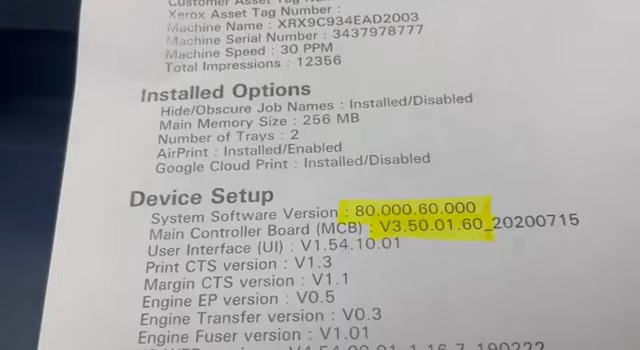 Customer Asset Tag
Xerox Asset Tag Number :
Machine Name : XRX9C934EAD2003
Machine Serial Number : 3437978777
Machine Speed : 30 PPM
Total Impressions : 12356
Installed Options
Hide/Obscure Job Names : Installed/Disabled
Main Memory Size : 256 MB
Number of Trays : 2
AirPrint : Installed/Enabled
Google Cloud Print : Installed/Disabled
Device Setup
System Software Version : 80.000.60.000
Main Controller Board (MCB) : V3.50.01.60_20200715
User Interface (UI) : V1.54.10.01
Print CTS version : V1.3
Margin CTS version : V1.1
Engine EP version : V0.5
Engine Transfer version : V0.3
Engine Fuser version : V1.01